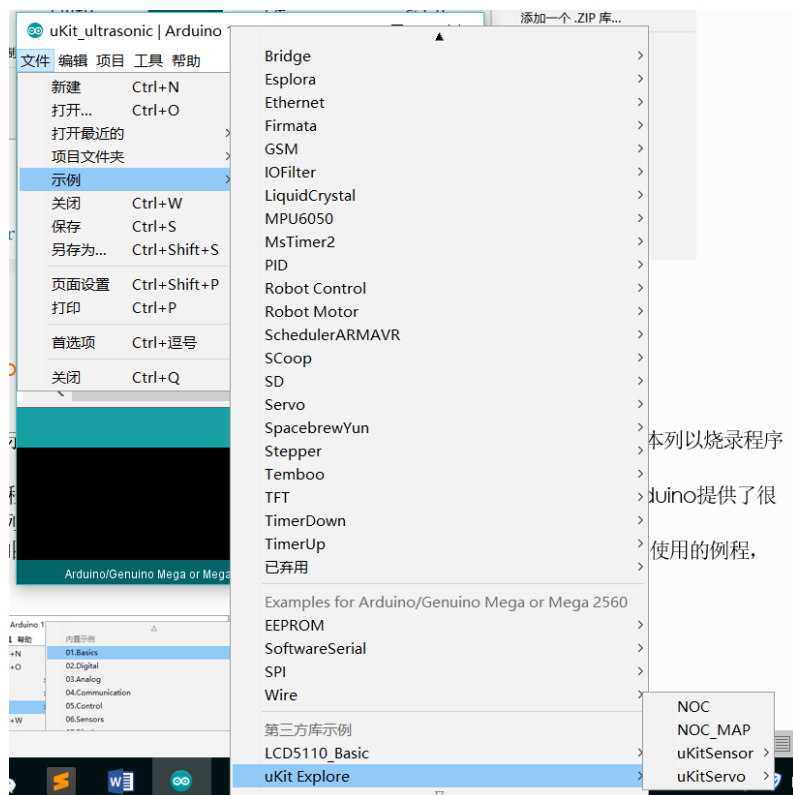 添加一个 .ZIP 库...
uKit_ultrasonic | Arduino
文件 编辑 项目 工具 帮助
新建 Ctrl+N
打开... Ctrl+O
打开最近的
项目文件夹
示例
关闭 Ctrl+W
保存 Ctrl+S
另存为... Ctrl+Shift+S
页面设置 Ctrl+Shift+P
打印 Ctrl+P
首选项 Ctrl+逗号
关闭 Ctrl+Q
Bridge
Esplora
Ethernet
Firmata
GSM
IOFilter
LiquidCrystal
MPU6050
MsTimer2
PID
Robot Control
Robot Motor
SchedulerARMAVR
SCoop
SD
Servo
SpacebrewYun
Stepper
Temboo
TFT
TimerDown
TimerUp
已弃用
Examples for Arduino/Genuino Mega or Mega 2560
EEPROM
SoftwareSerial
SPI
Wire
第三方库示例
LCD5110_Basic
uKit Explore
NOC
NOC_MAP
uKitSensor
uKitServo
本列以烧录程序
duino提供了很
使用的例程，
Arduino/Genuino Mega or Mega
Arduino 1
帮助
+N
+O
+W
内置示例
01.Basics
02.Digital
03.Analog
04.Communication
05.Control
06.Sensors